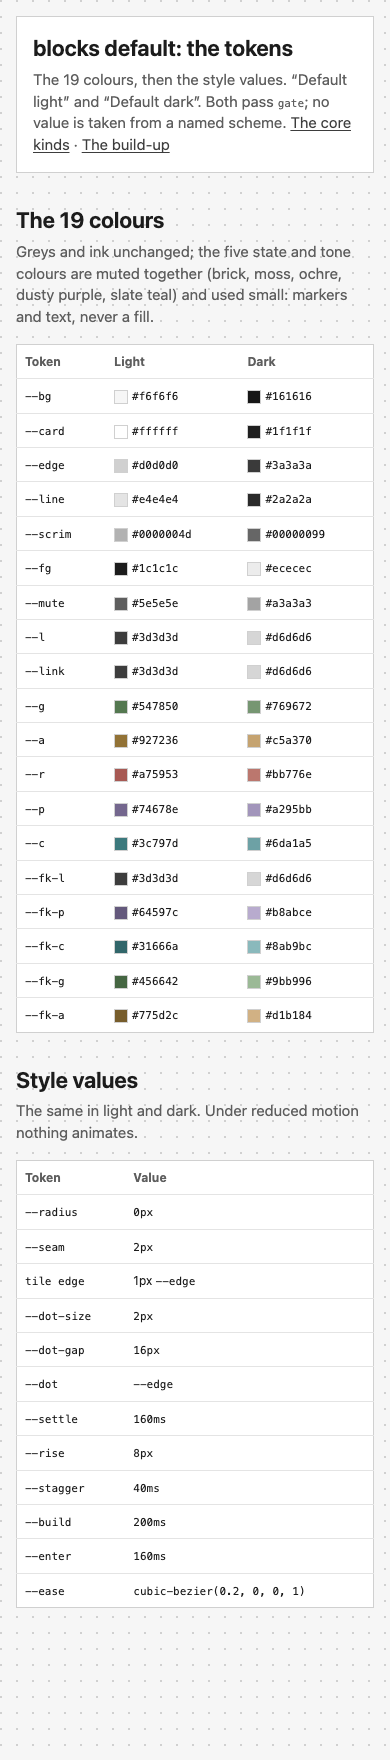 blocks default: the tokens
The 19 colours, then the style values. “Default
light” and “Default dark”. Both pass gate; no
value is taken from a named scheme. The core
kinds · The build-up
The 19 colours
Greys and ink unchanged; the five state and tone
colours are muted together (brick, moss, ochre,
dusty purple, slate teal) and used small: markers
and text, never a fill.
Token Light Dark
--bg #f6f6f6 #161616
--card #ffffff #1f1f1f
--edge #d0d0d0 #3a3a3a
--line #e4e4e4 #2a2a2a
--scrim #0000004d #00000099
--fg #1c1c1c #ececec
--mute #5e5e5e #a3a3a3
--l #3d3d3d #d6d6d6
--link #3d3d3d #d6d6d6
--g #547850 #769672
--a #927236 #c5a370
--r #a75953 #bb776e
--p #74678e #a295bb
--c #3c797d #6da1a5
--fk-l #3d3d3d #d6d6d6
--fk-p #64597c #b8abce
--fk-c #31666a #8ab9bc
--fk-g #456642 #9bb996
--fk-a #775d2c #d1b184
Style values
The same in light and dark. Under reduced motion
nothing animates.
Token Value
--radius 0px
--seam 2px
tile edge 1px --edge
--dot-size 2px
--dot-gap 16px
--dot --edge
--settle 160ms
--rise 8px
--stagger 40ms
--build 200ms
--enter 160ms
--ease cubic-bezier(0.2, 0, 0, 1)